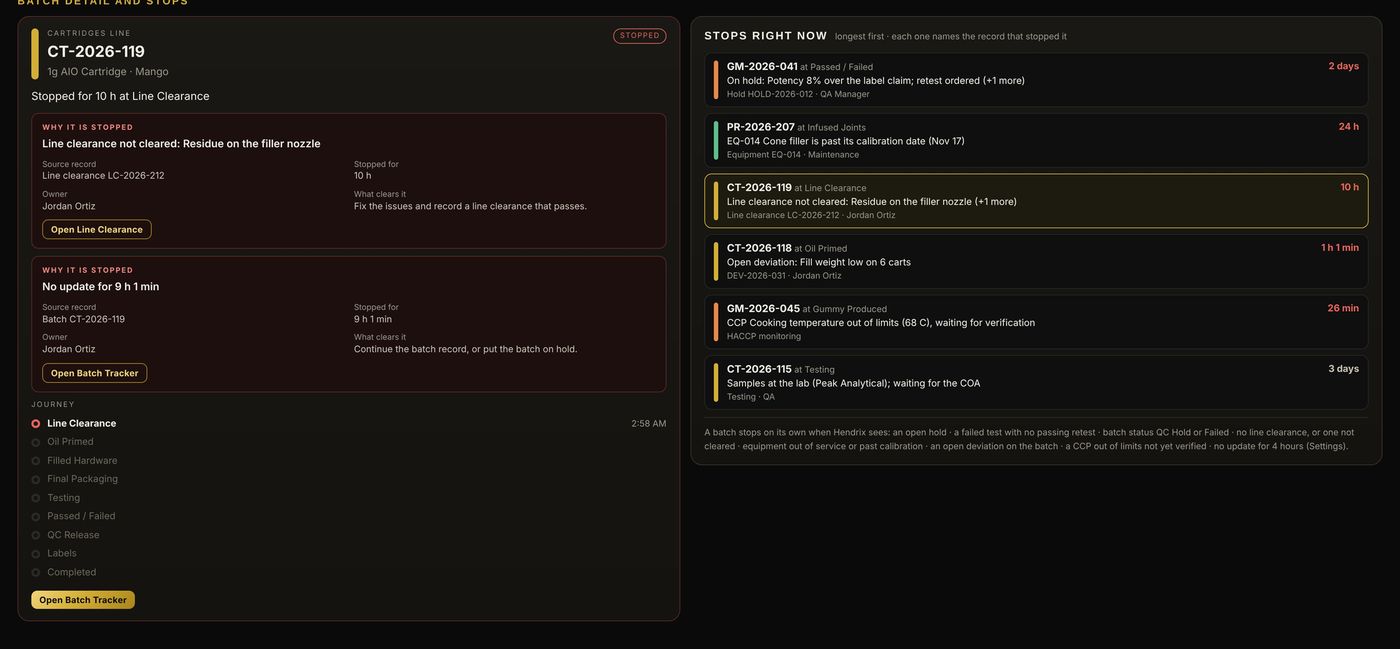 BATCH DETAIL AND STOPS
CARTRIDGES LINE
CT-2026-119
1g AIO Cartridge · Mango
STOPPED
Stopped for 10 h at Line Clearance
WHY IT IS STOPPED
Line clearance not cleared: Residue on the filler nozzle
Source record
Line clearance LC-2026-212
Stopped for
10 h
Owner
Jordan Ortiz
What clears it
Fix the issues and record a line clearance that passes.
Open Line Clearance
WHY IT IS STOPPED
No update for 9 h 1 min
Source record
Batch CT-2026-119
Stopped for
9 h 1 min
Owner
Jordan Ortiz
What clears it
Continue the batch record, or put the batch on hold.
Open Batch Tracker
JOURNEY
Line Clearance 2:58 AM
Oil Primed
Filled Hardware
Final Packaging
Testing
Passed / Failed
QC Release
Labels
Completed
Open Batch Tracker
STOPS RIGHT NOW longest first · each one names the record that stopped it
GM-2026-041 at Passed / Failed 2 days
On hold: Potency 8% over the label claim; retest ordered (+1 more)
Hold HOLD-2026-012 · QA Manager
PR-2026-207 at Infused Joints 24 h
EQ-014 Cone filler is past its calibration date (Nov 17)
Equipment EQ-014 · Maintenance
CT-2026-119 at Line Clearance 10 h
Line clearance not cleared: Residue on the filler nozzle (+1 more)
Line clearance LC-2026-212 · Jordan Ortiz
CT-2026-118 at Oil Primed 1 h 1 min
Open deviation: Fill weight low on 6 carts
DEV-2026-031 · Jordan Ortiz
GM-2026-045 at Gummy Produced 26 min
CCP Cooking temperature out of limits (68 C), waiting for verification
HACCP monitoring
CT-2026-115 at Testing 3 days
Samples at the lab (Peak Analytical); waiting for the COA
Testing · QA
A batch stops on its own when Hendrix sees: an open hold · a failed test with no passing retest · batch status QC Hold or Failed · no line clearance, or one not
cleared · equipment out of service or past calibration · an open deviation on the batch · a CCP out of limits not yet verified · no update for 4 hours (Settings).